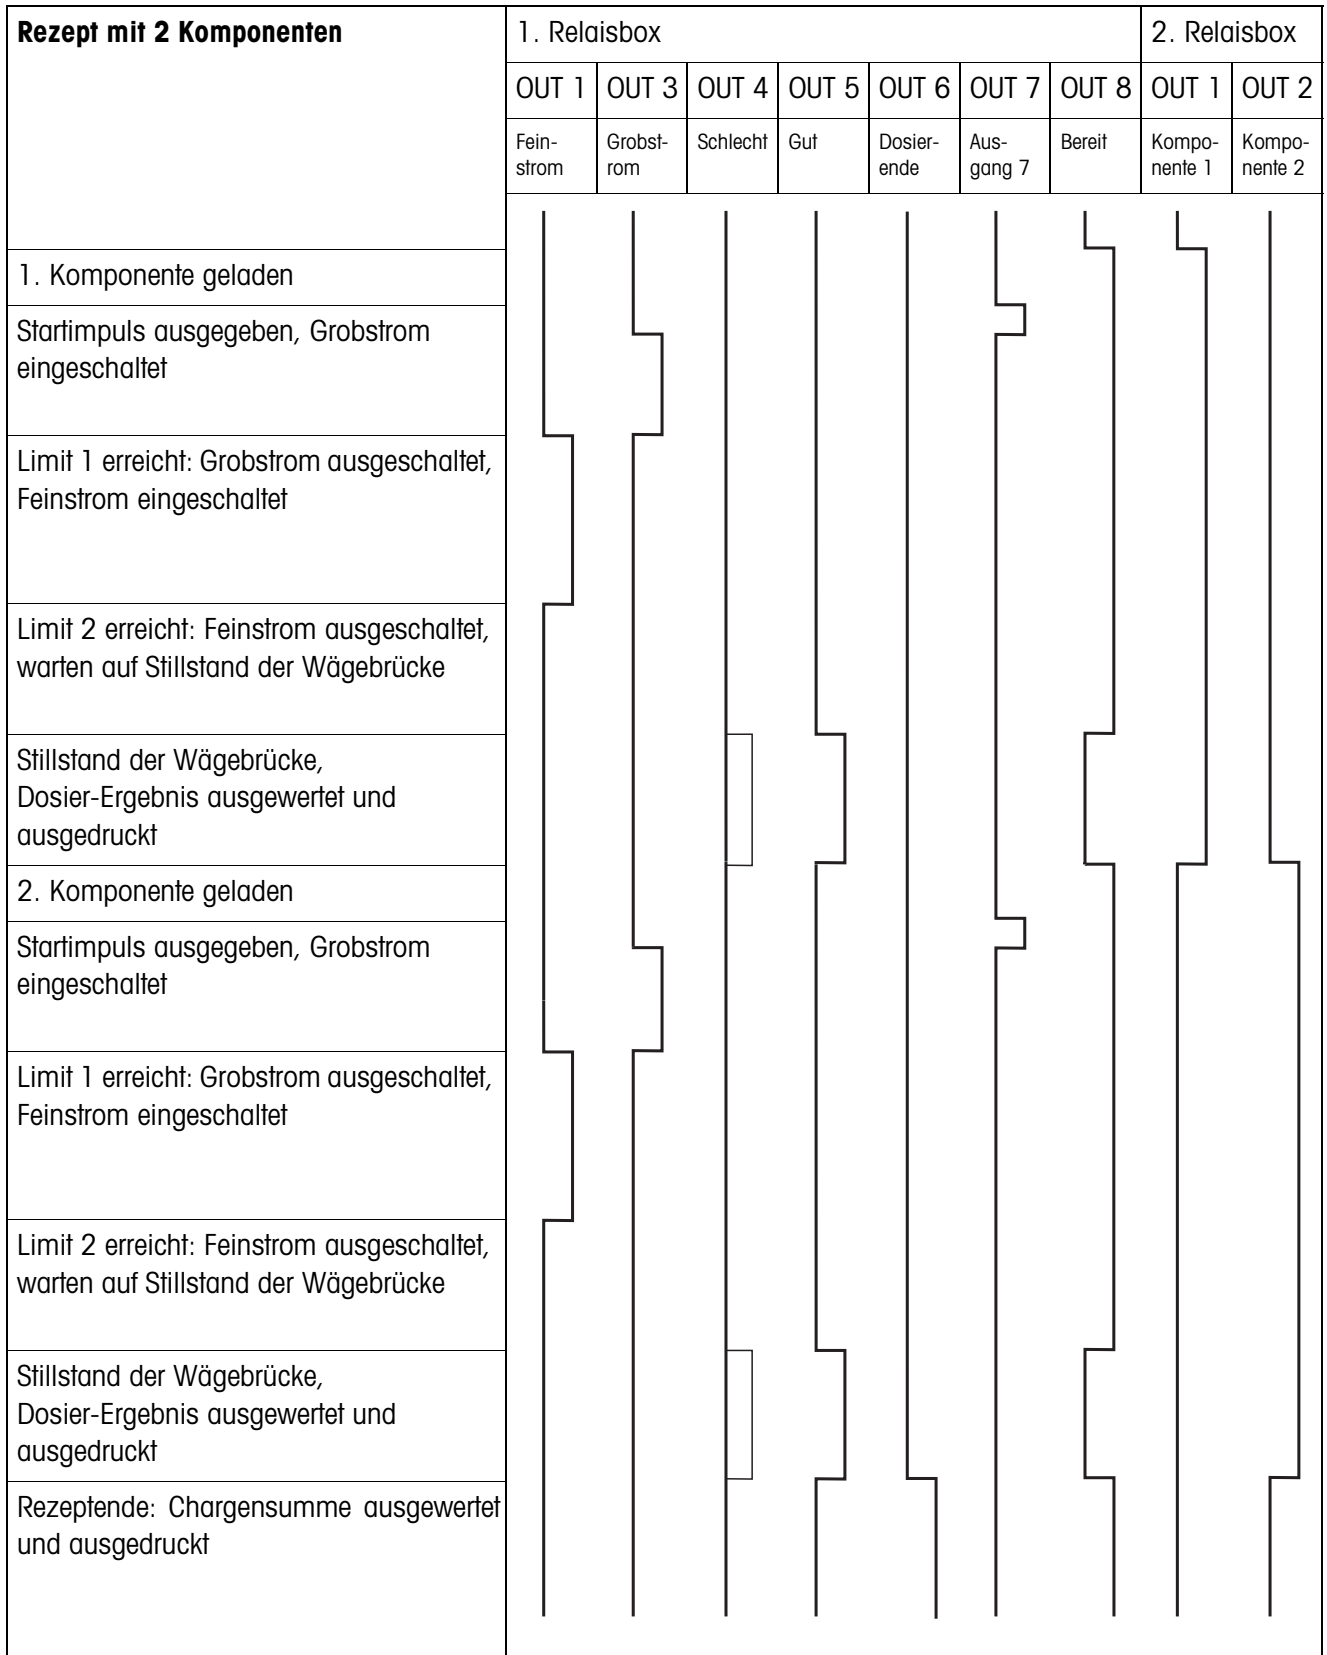 Rezept mit 2 Komponenten
1. Relaisbox
2. Relaisbox
OUT 1
OUT 3
OUT 4
OUT 5
OUT 6
OUT 7
OUT 8
OUT 1
OUT 2
Fein-
strom
Grobst-
rom
Schlecht
Gut
Dosier-
ende
Aus-
gang 7
Bereit
Kompo-
nente 1
Kompo-
nente 2
1. Komponente geladen
Startimpuls ausgegeben, Grobstrom
eingeschaltet
Limit 1 erreicht: Grobstrom ausgeschaltet,
Feinstrom eingeschaltet
Limit 2 erreicht: Feinstrom ausgeschaltet,
warten auf Stillstand der Wägebrücke
Stillstand der Wägebrücke,
Dosier-Ergebnis ausgewertet und
ausgedruckt
2. Komponente geladen
Startimpuls ausgegeben, Grobstrom
eingeschaltet
Limit 1 erreicht: Grobstrom ausgeschaltet,
Feinstrom eingeschaltet
Limit 2 erreicht: Feinstrom ausgeschaltet,
warten auf Stillstand der Wägebrücke
Stillstand der Wägebrücke,
Dosier-Ergebnis ausgewertet und
ausgedruckt
Rezeptende: Chargensumme ausgewertet
und ausgedruckt